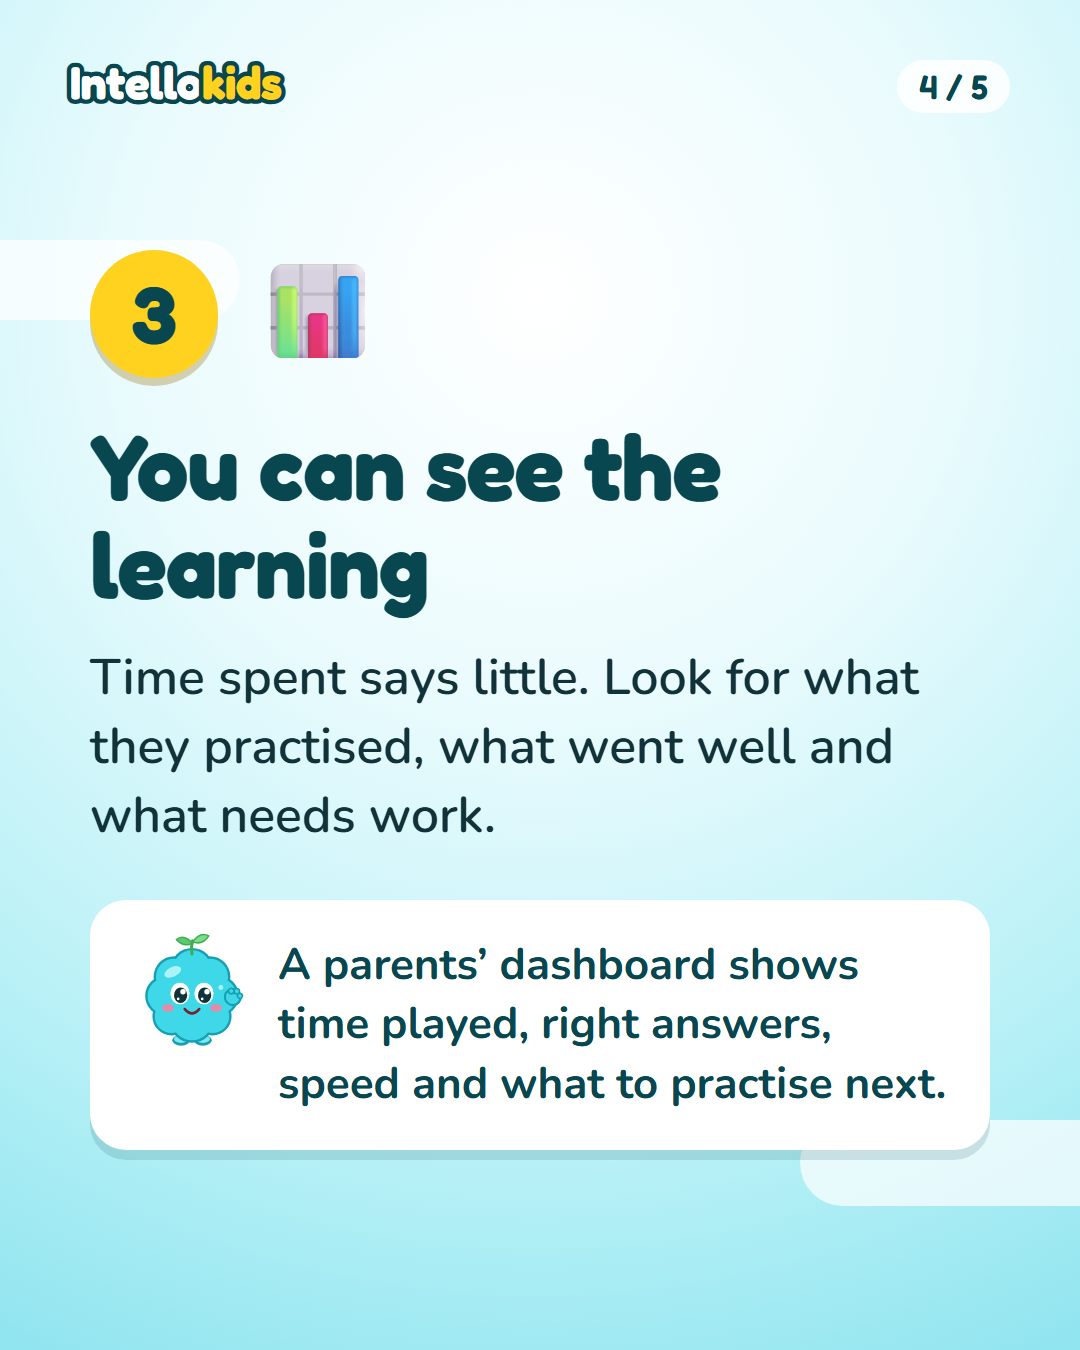 Intellokids
4 / 5
3
You can see the
learning
Time spent says little. Look for what
they practised, what went well and
what needs work.
A parents’ dashboard shows
time played, right answers,
speed and what to practise next.